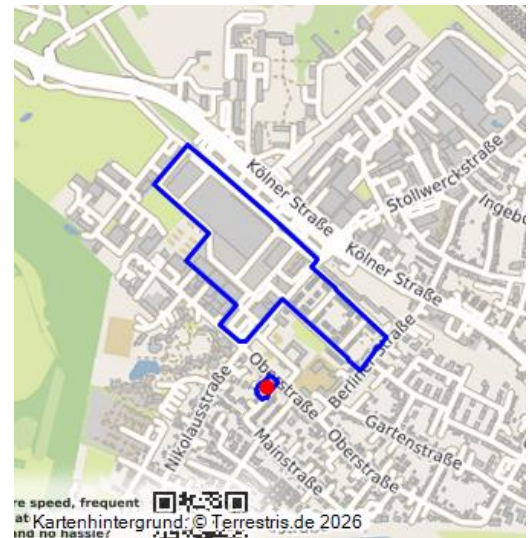 Kölner Straße
Stollwerckstraße
Ingebo
Kölner Straße
Berliner Straße
Nikolausstraße
Mainstraße
Oberstraße
Gartenstraße
re speed, frequent
at
Kartenhintergrund: © Terrestris.de 2026
and no hassle?